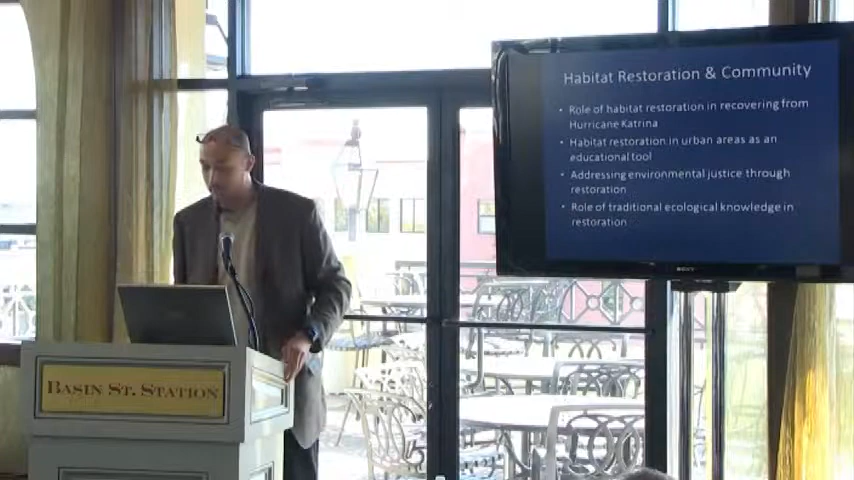 Habitat Restoration & Community
• Role of habitat restoration in recovering from
Hurricane Katrina
• Habitat restoration in urban areas as an
educational tool
• Addressing environmental justice through
restoration
• Role of traditional ecological knowledge in
restoration
SONY
BASIN ST. STATION